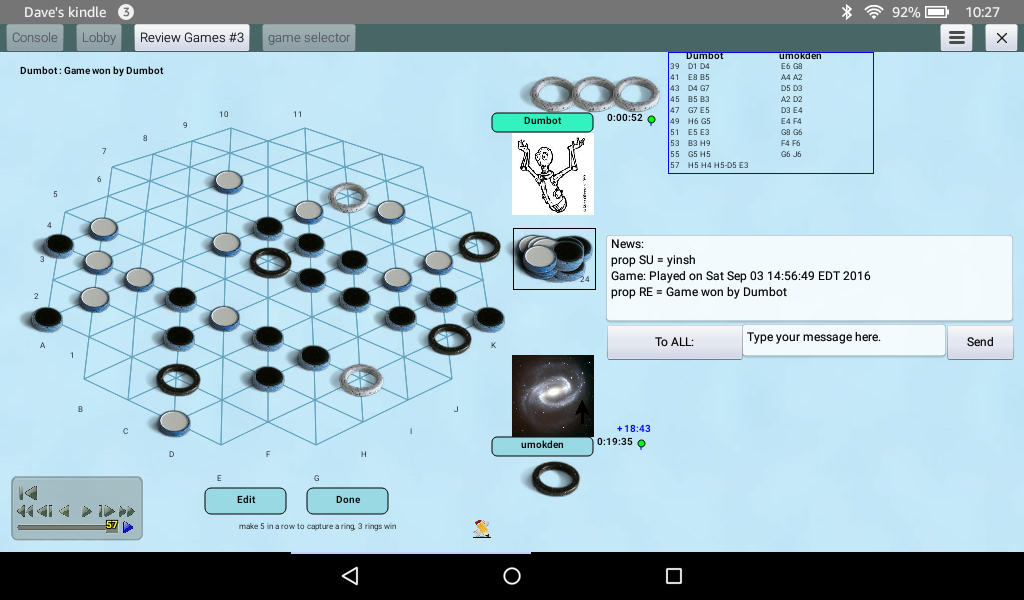 Dave's kindle 3 92% 10:27
Console Lobby Review Games #3 game selector
Dumbot : Game won by Dumbot
Dumbot umokden
39 D1 D4 E6 G8
41 E8 B5 A4 A2
43 D4 G7 D5 D3
45 B5 B3 A2 D2
47 G7 E5 D3 E4
49 H6 G5 E4 F4
51 E5 E3 G8 G6
53 B3 H9 F4 F6
55 G5 H5 G6 J6
57 H5 H4 H5-D5 E3
0:00:52
Dumbot
10 11
9
8
7
6
5
4
3
2
A
1
K
B
J
C
I
D F H
E G
24
News:
prop SU = yinsh
Game: Played on Sat Sep 03 14:56:49 EDT 2016
prop RE = Game won by Dumbot
To ALL: Type your message here. Send
+18:43
umokden 0:19:35
57
Edit Done
make 5 in a row to capture a ring, 3 rings win